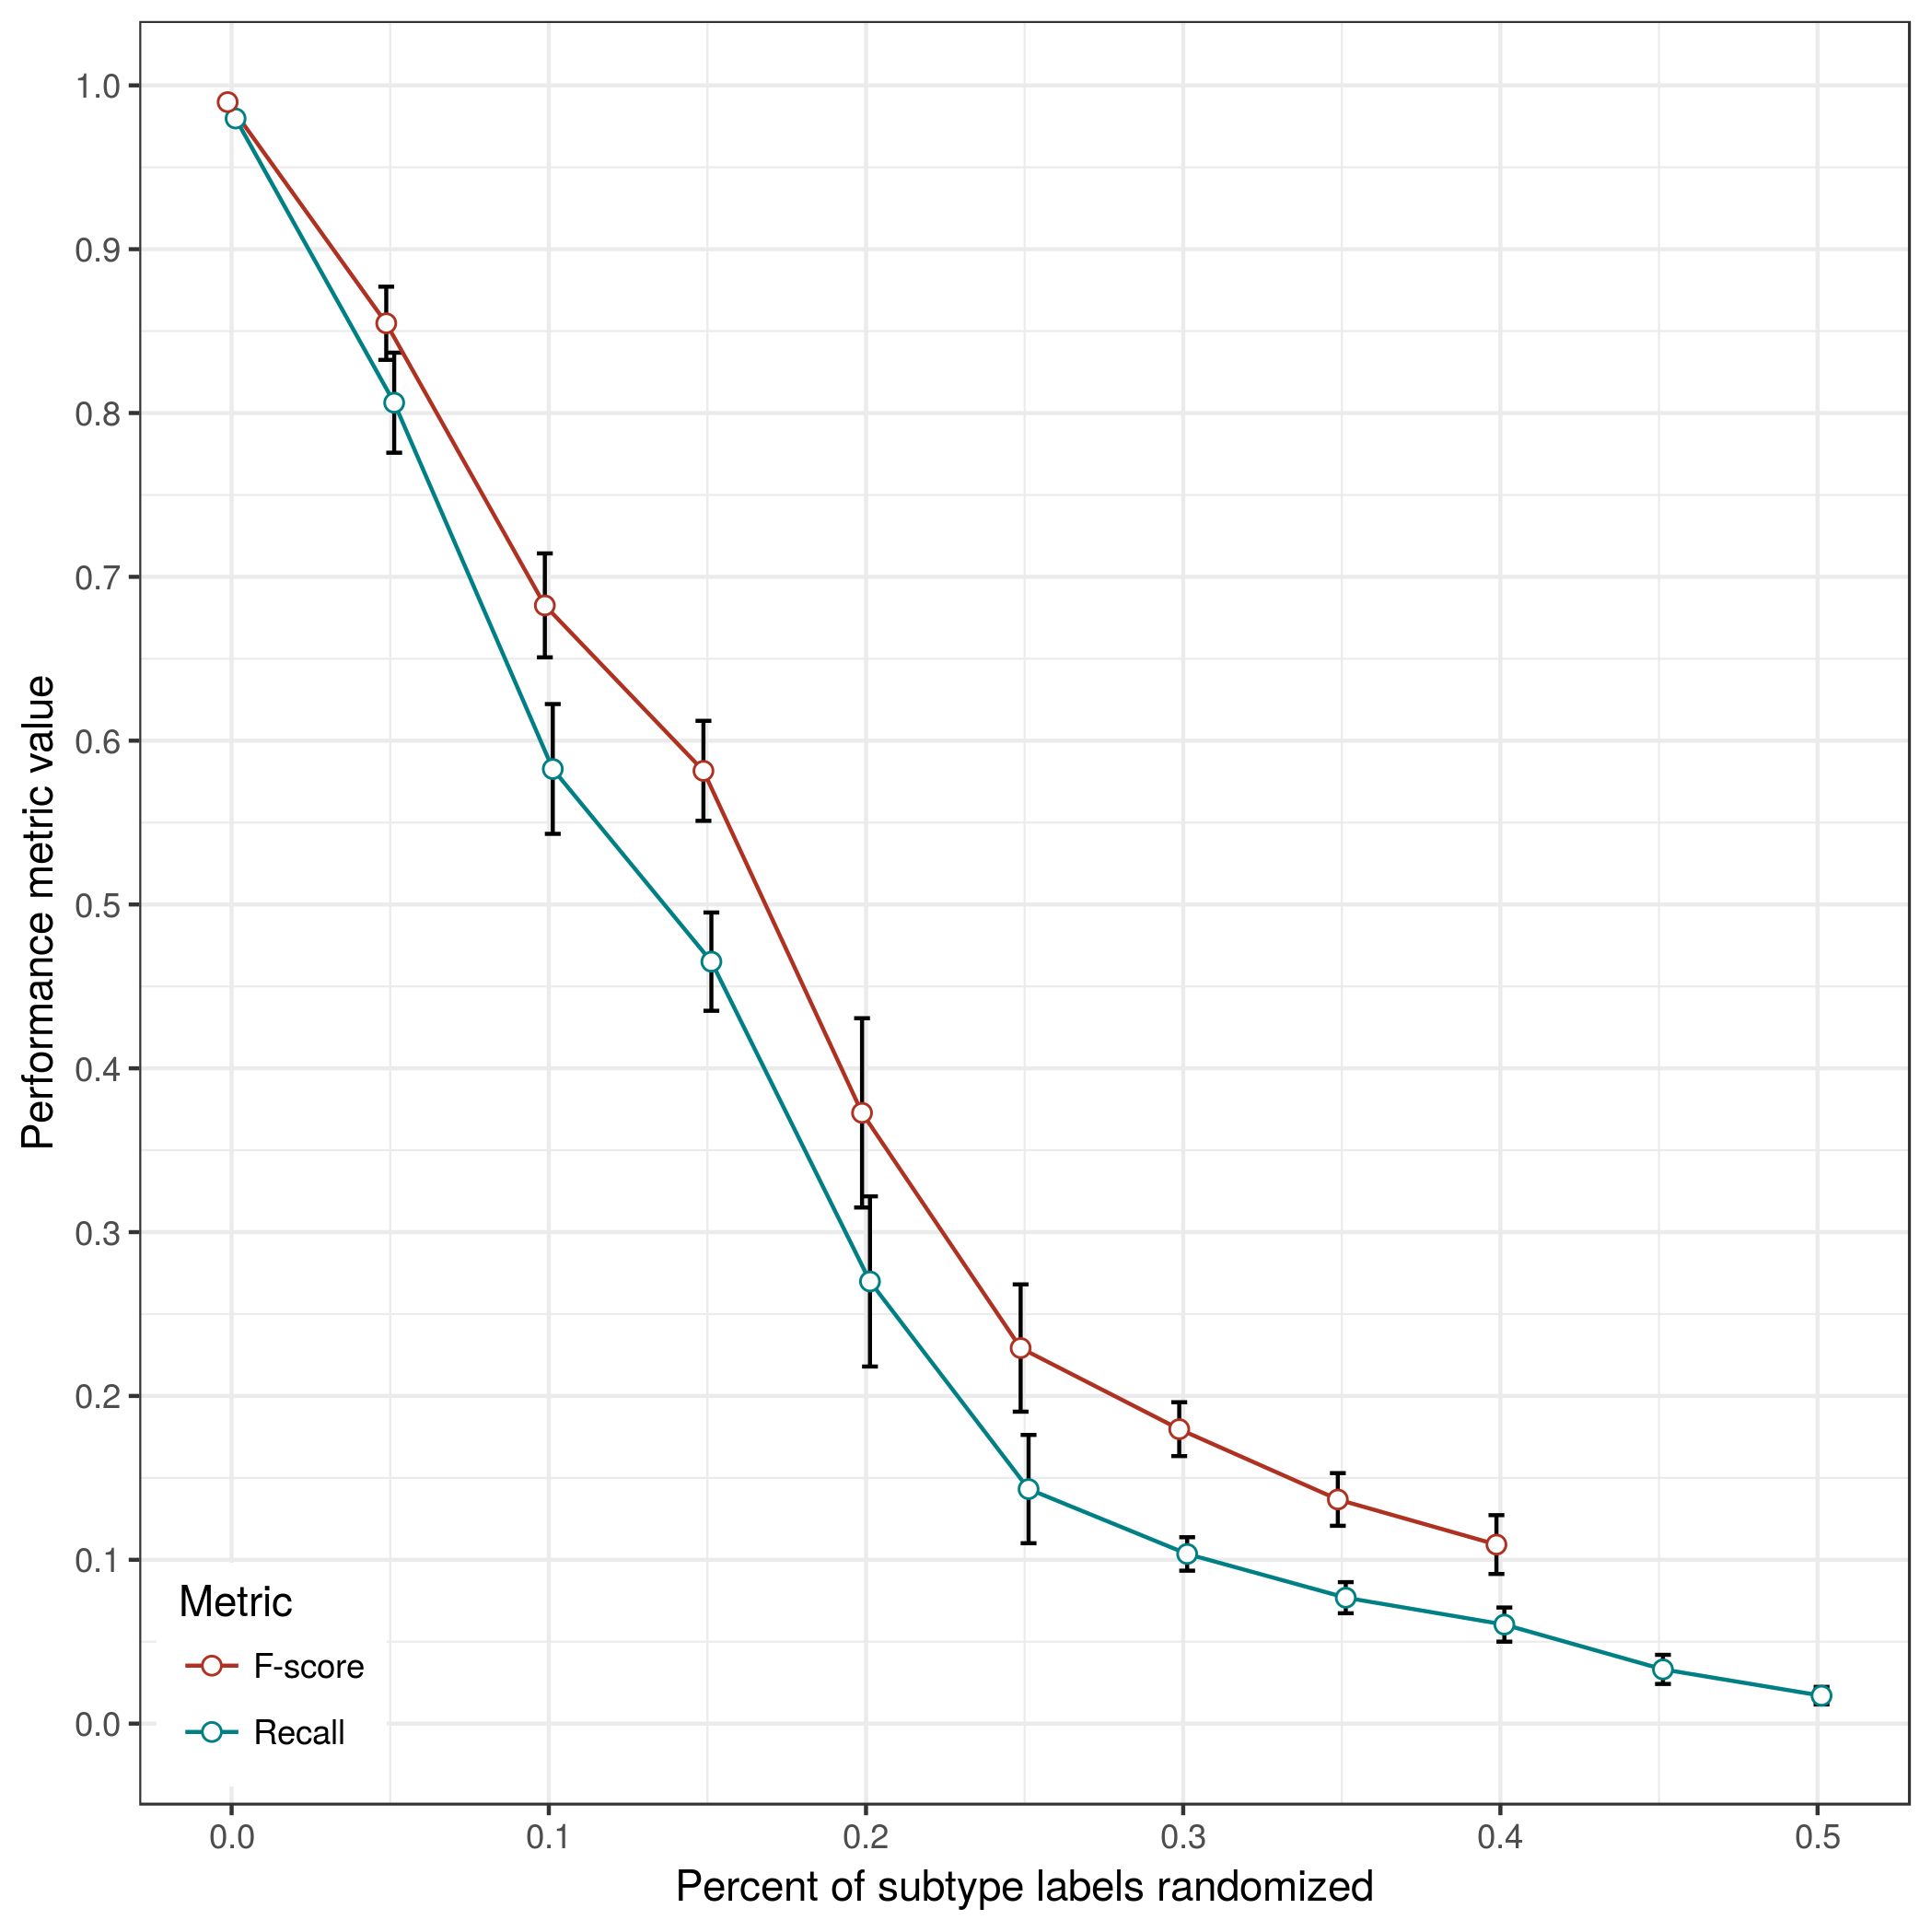 Performance metric value
1.0
0.9
0.8
0.7
0.6
0.5
0.4
0.3
0.2
0.1
0.0
Metric
F-score
Recall
0.0 0.1 0.2 0.3 0.4 0.5
Percent of subtype labels randomized